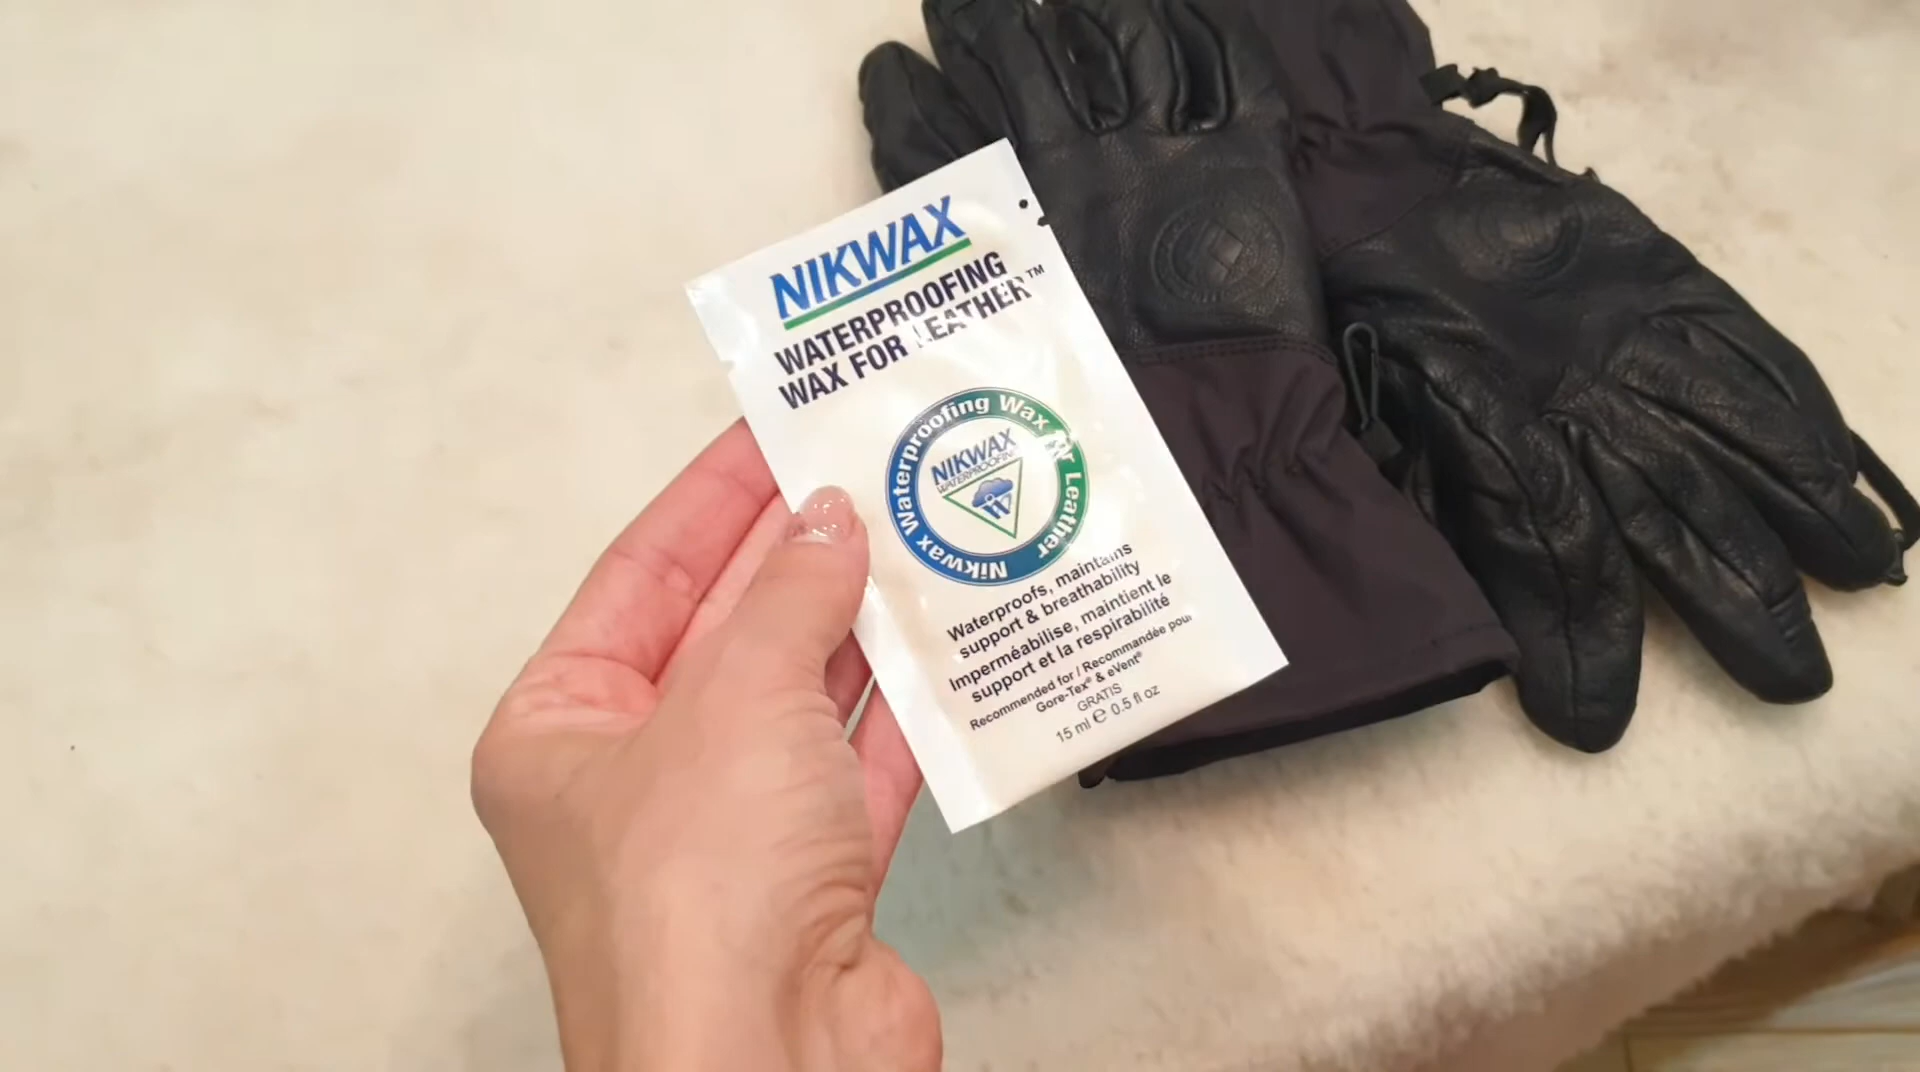 NIKWAX
WATERPROOFING
WAX FOR LEATHER™
Nikwax Waterproofing Wax for Leather
NIKWAX
WATERPROOFING
Waterproofs, maintains
support & breathability
Imperméabilise, maintient le
support et la respirabilité
Recommended for / Recommandée pour
Gore-Tex® & eVent®
GRATIS
15 ml ℮ 0.5 fl oz